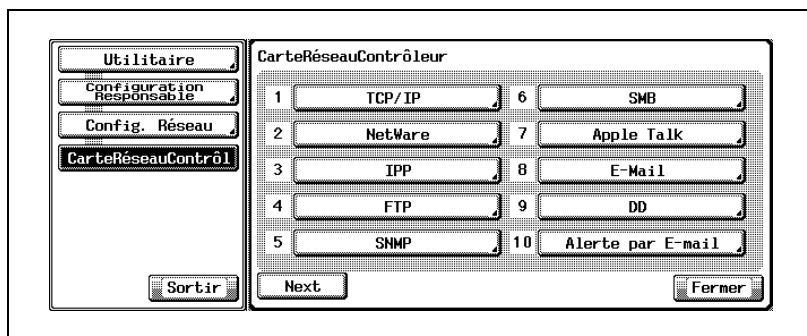 Utilitaire
Configuration
Responsable
Config. Réseau
CarteRéseauContrôl
Sortir
CarteRéseauContrôleur
1 TCP/IP
2 NetWare
3 IPP
4 FTP
5 SNMP
6 SMB
7 Apple Talk
8 E-Mail
9 DD
10 Alerte par E-mail
Next
Fermer